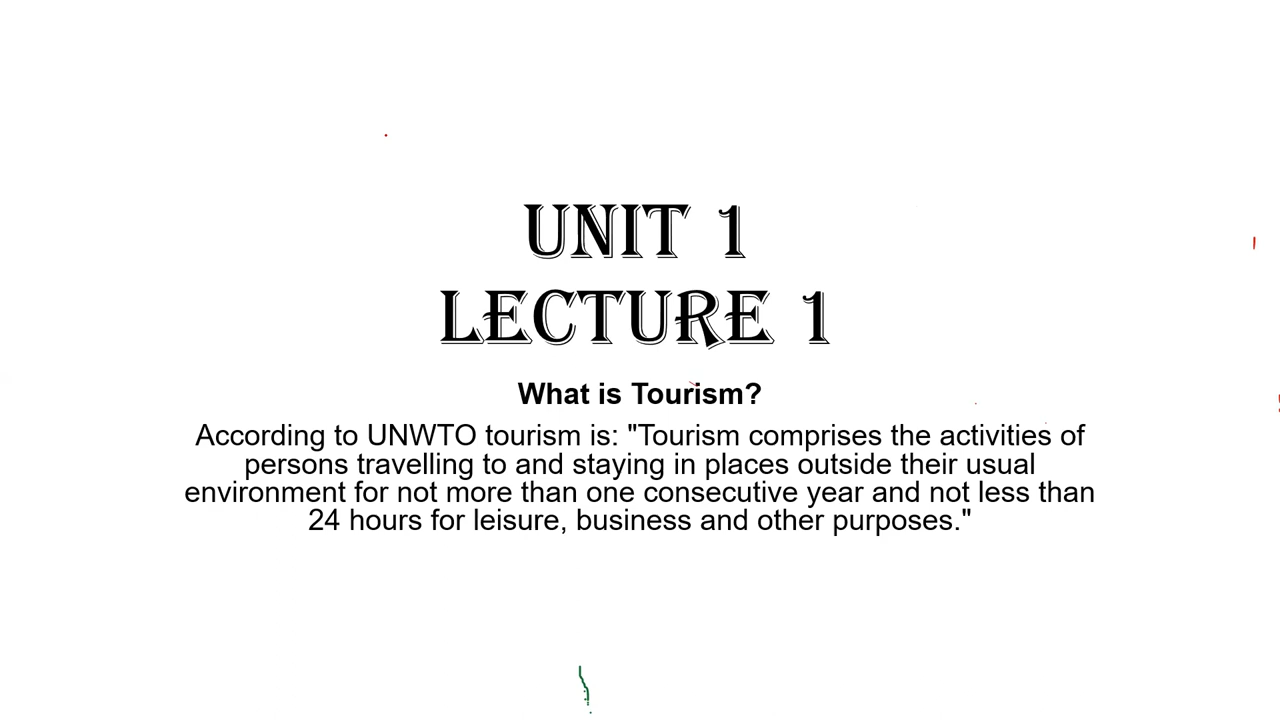 UNIT 1
LECTURE 1
What is Tourism?
According to UNWTO tourism is: "Tourism comprises the activities of
persons travelling to and staying in places outside their usual
environment for not more than one consecutive year and not less than
24 hours for leisure, business and other purposes."